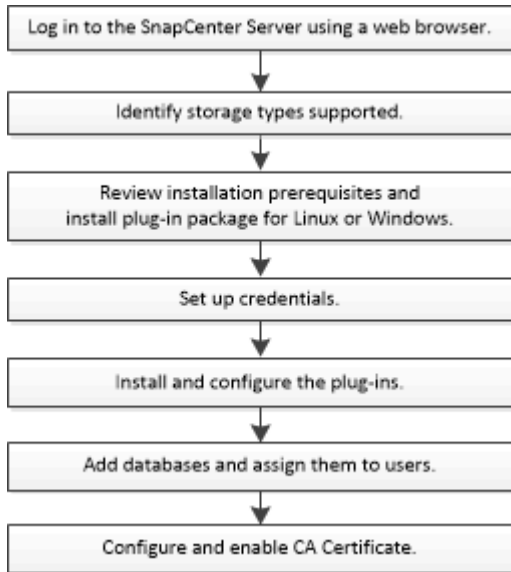 Log in to the SnapCenter Server using a web browser.
Identify storage types supported.
Review installation prerequisites and
install plug-in package for Linux or Windows.
Set up credentials.
Install and configure the plug-ins.
Add databases and assign them to users.
Configure and enable CA Certificate.